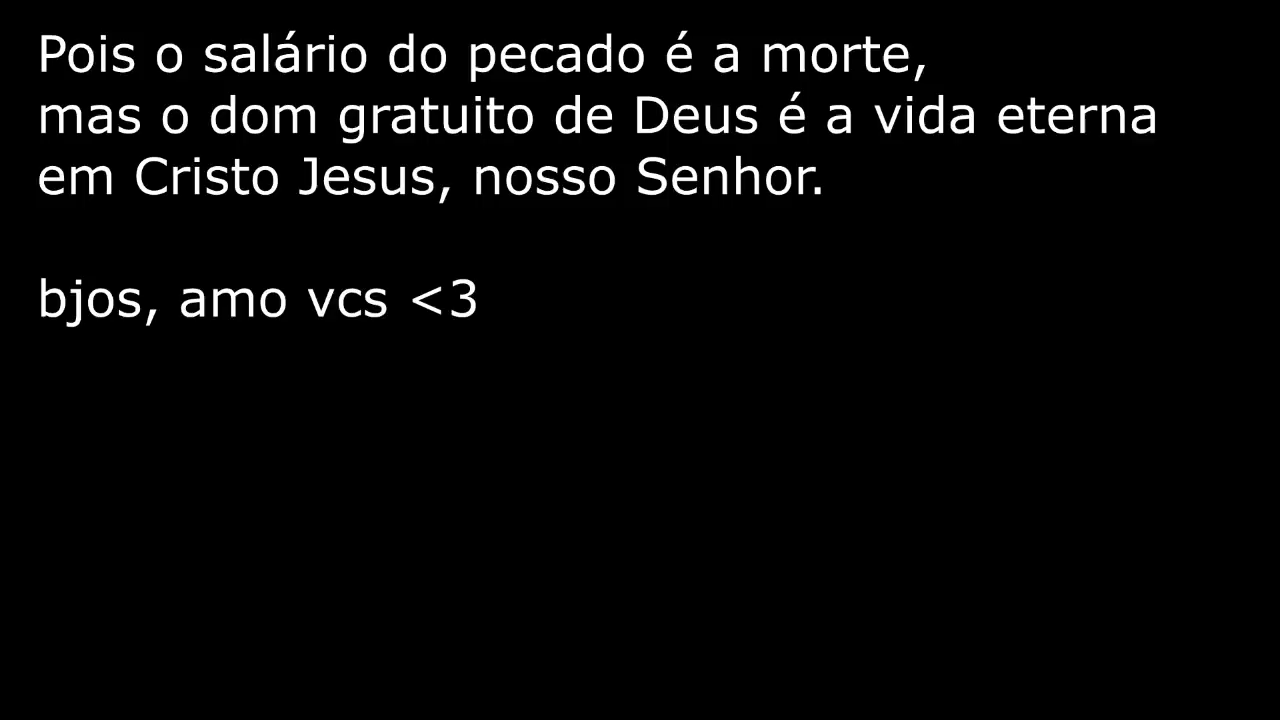 Pois o salário do pecado é a morte,
mas o dom gratuito de Deus é a vida eterna
em Cristo Jesus, nosso Senhor.
bjos, amo vcs <3